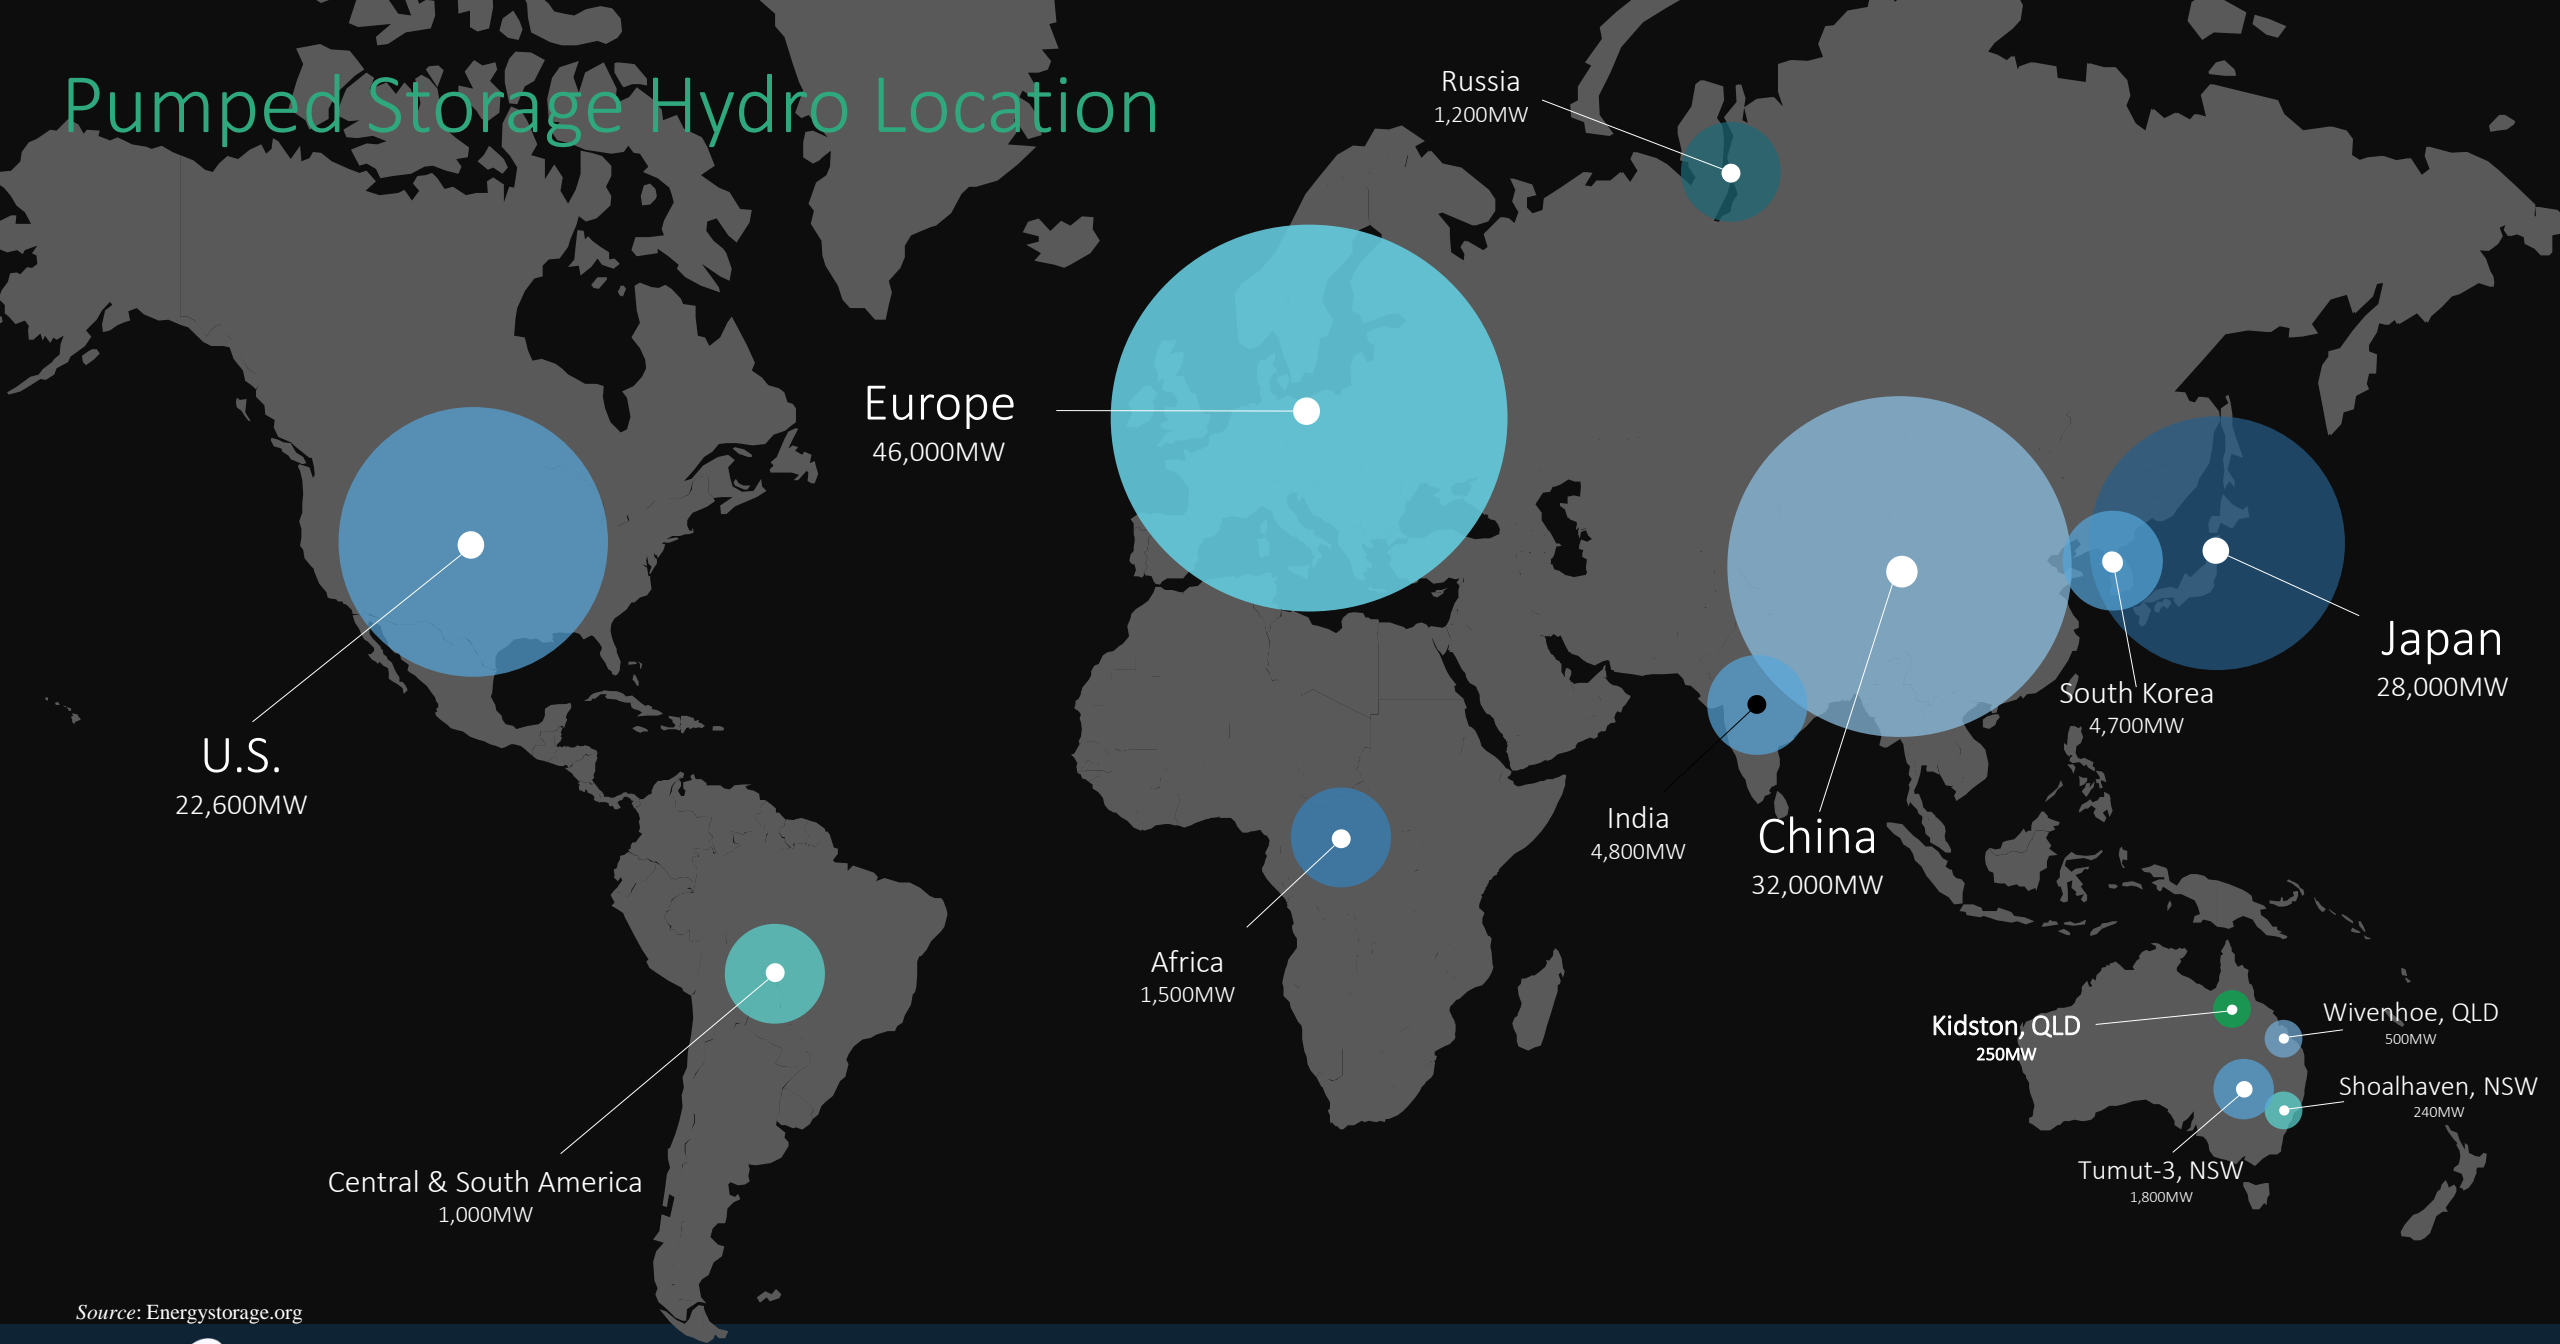 Pumped Storage Hydro Location
Russia
1,200MW
Europe
46,000MW
U.S.
22,600MW
Japan
28,000MW
South Korea
4,700MW
India
4,800MW
China
32,000MW
Africa
1,500MW
Central & South America
1,000MW
Kidston, QLD
250MW
Wivenhoe, QLD
500MW
Shoalhaven, NSW
240MW
Tumut-3, NSW
1,800MW
Source: Energystorage.org